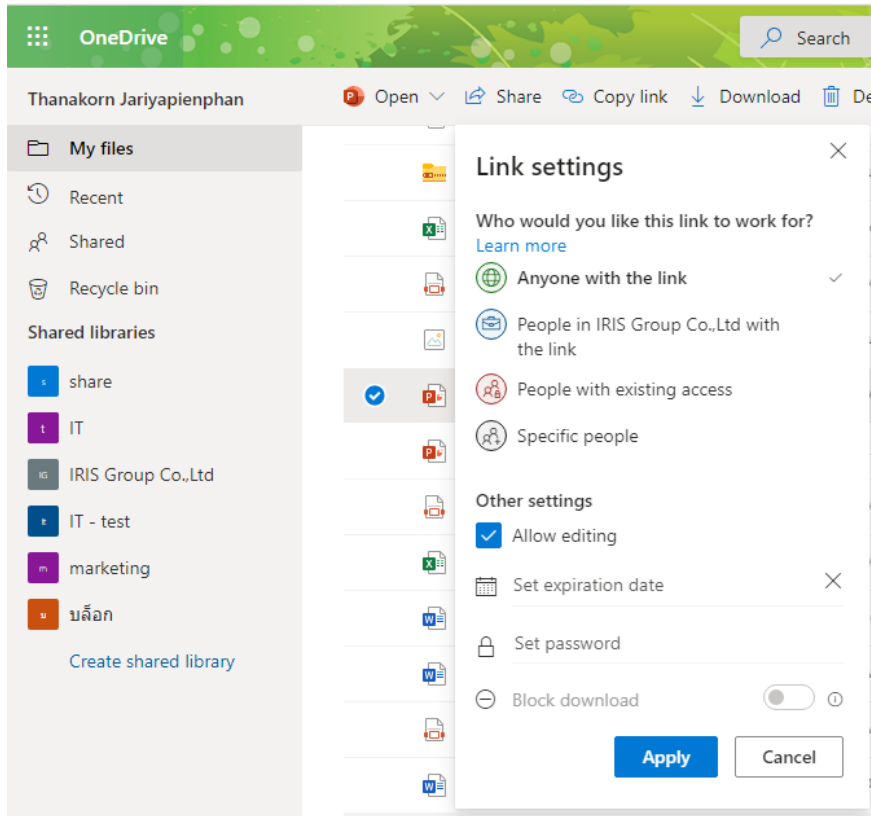 OneDrive
Search
Thanakorn Jariyapienphan
Open
Share
Copy link
Download
De
My files
Recent
Shared
Recycle bin
Shared libraries
s share
t IT
IG IRIS Group Co.,Ltd
It IT - test
m marketing
บ บล็อก
Create shared library
Link settings
Who would you like this link to work for?
Learn more
Anyone with the link
People in IRIS Group Co.,Ltd with
the link
People with existing access
Specific people
Other settings
Allow editing
Set expiration date
Set password
Block download
Apply
Cancel